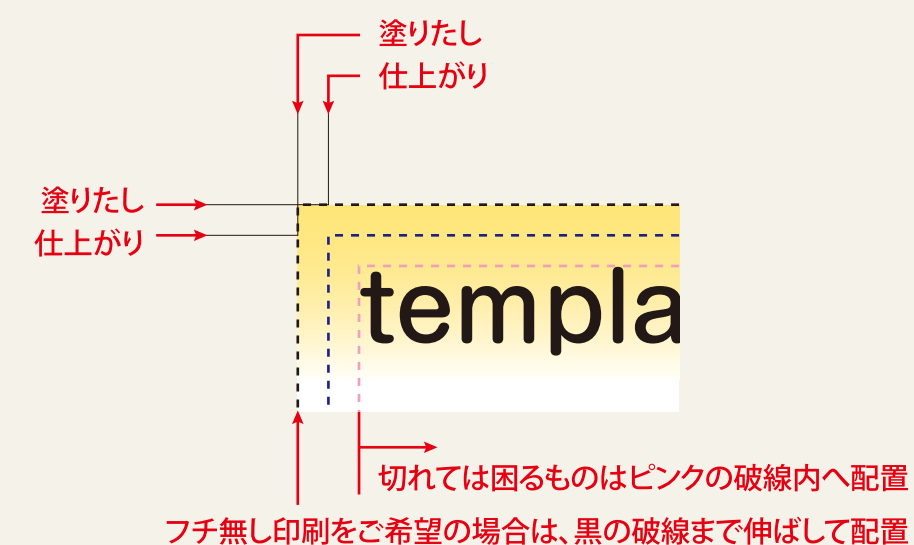 塗りたし
仕上がり
塗りたし
仕上がり
templa
切れては困るものはピンクの破線内へ配置
フチ無し印刷をご希望の場合は、黒の破線まで伸ばして配置